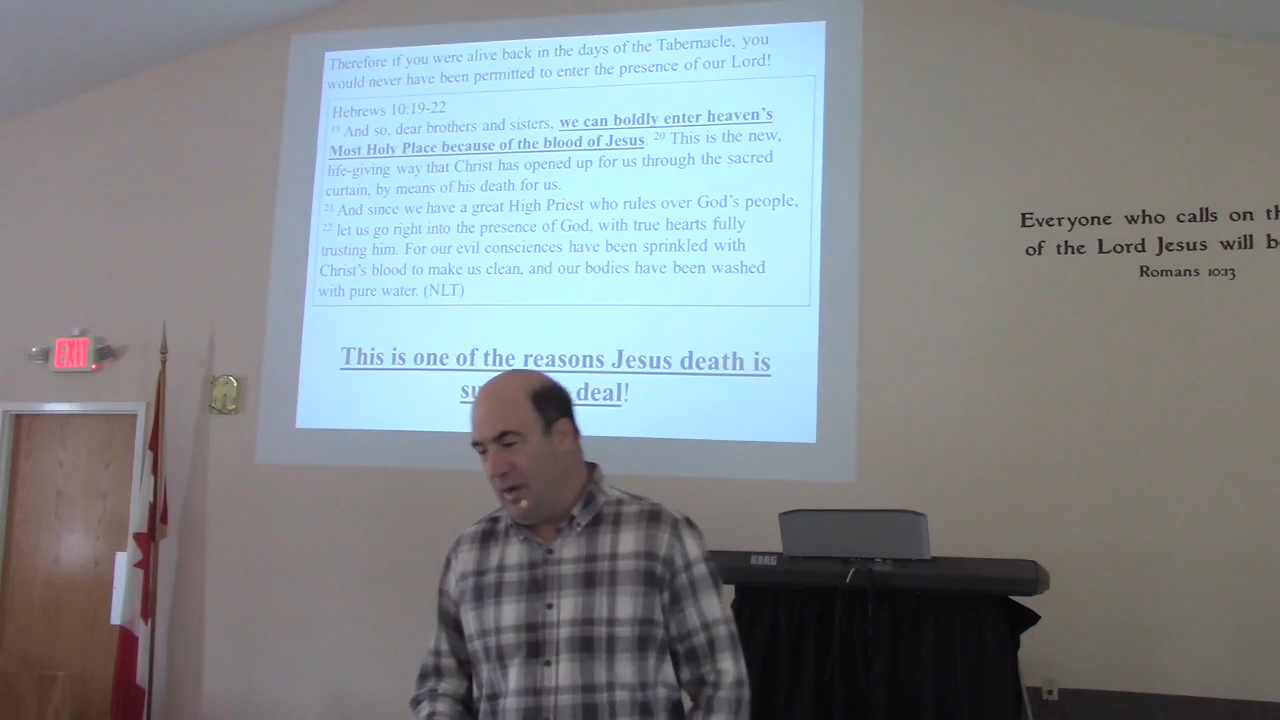 Therefore if you were alive back in the days of the Tabernacle, you
would never have been permitted to enter the presence of our Lord!
Hebrews 10:19-22
19 And so, dear brothers and sisters, we can boldly enter heaven's
Most Holy Place because of the blood of Jesus. 20 This is the new,
life-giving way that Christ has opened up for us through the sacred
curtain, by means of his death for us.
21 And since we have a great High Priest who rules over God's people,
22 let us go right into the presence of God, with true hearts fully
trusting him. For our evil consciences have been sprinkled with
Christ's blood to make us clean, and our bodies have been washed
with pure water. (NLT)
This is one of the reasons Jesus death is
deal!
Everyone who calls on
of the Lord Jesus will
Romans 10:13
EXIT
KORG